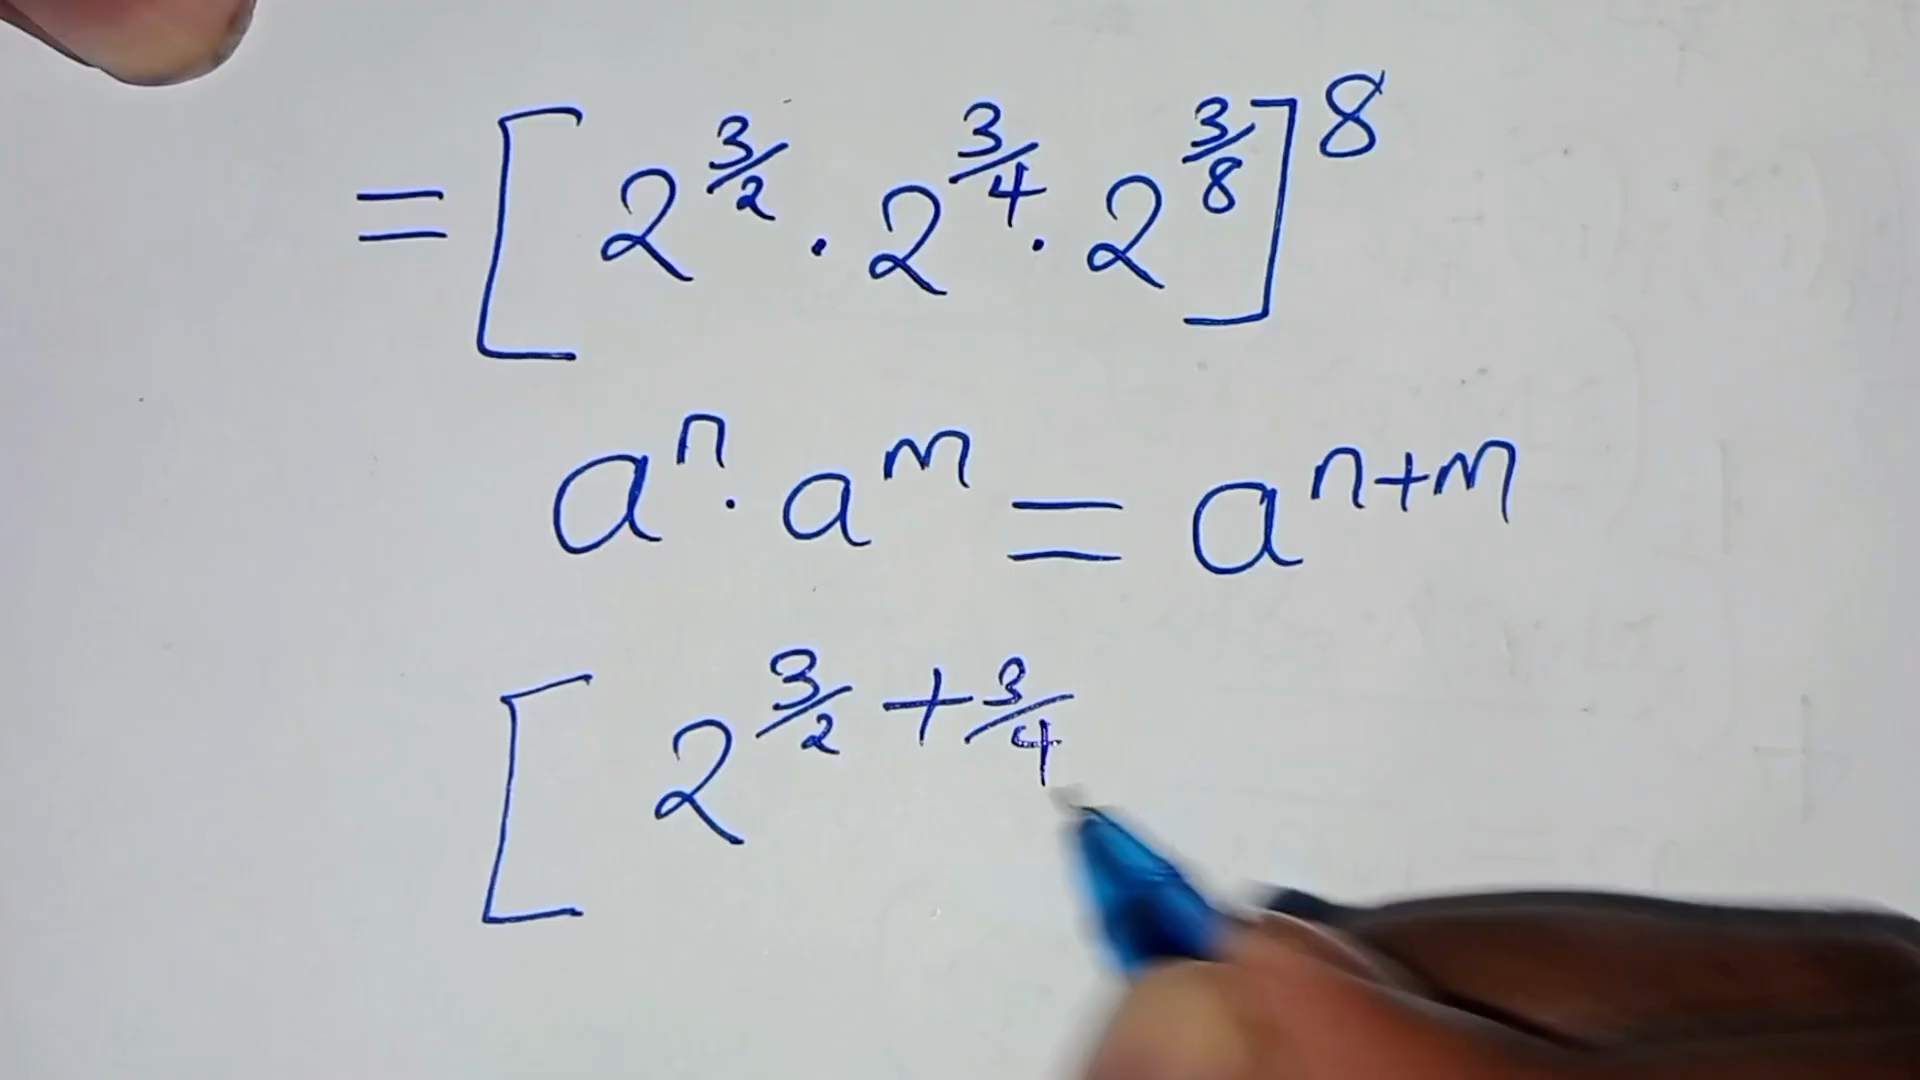 = [2^{3/2} · 2^{3/4} · 2^{3/8}]^8
a^n · a^m = a^{n+m}
[2^{3/2 + 3/4}